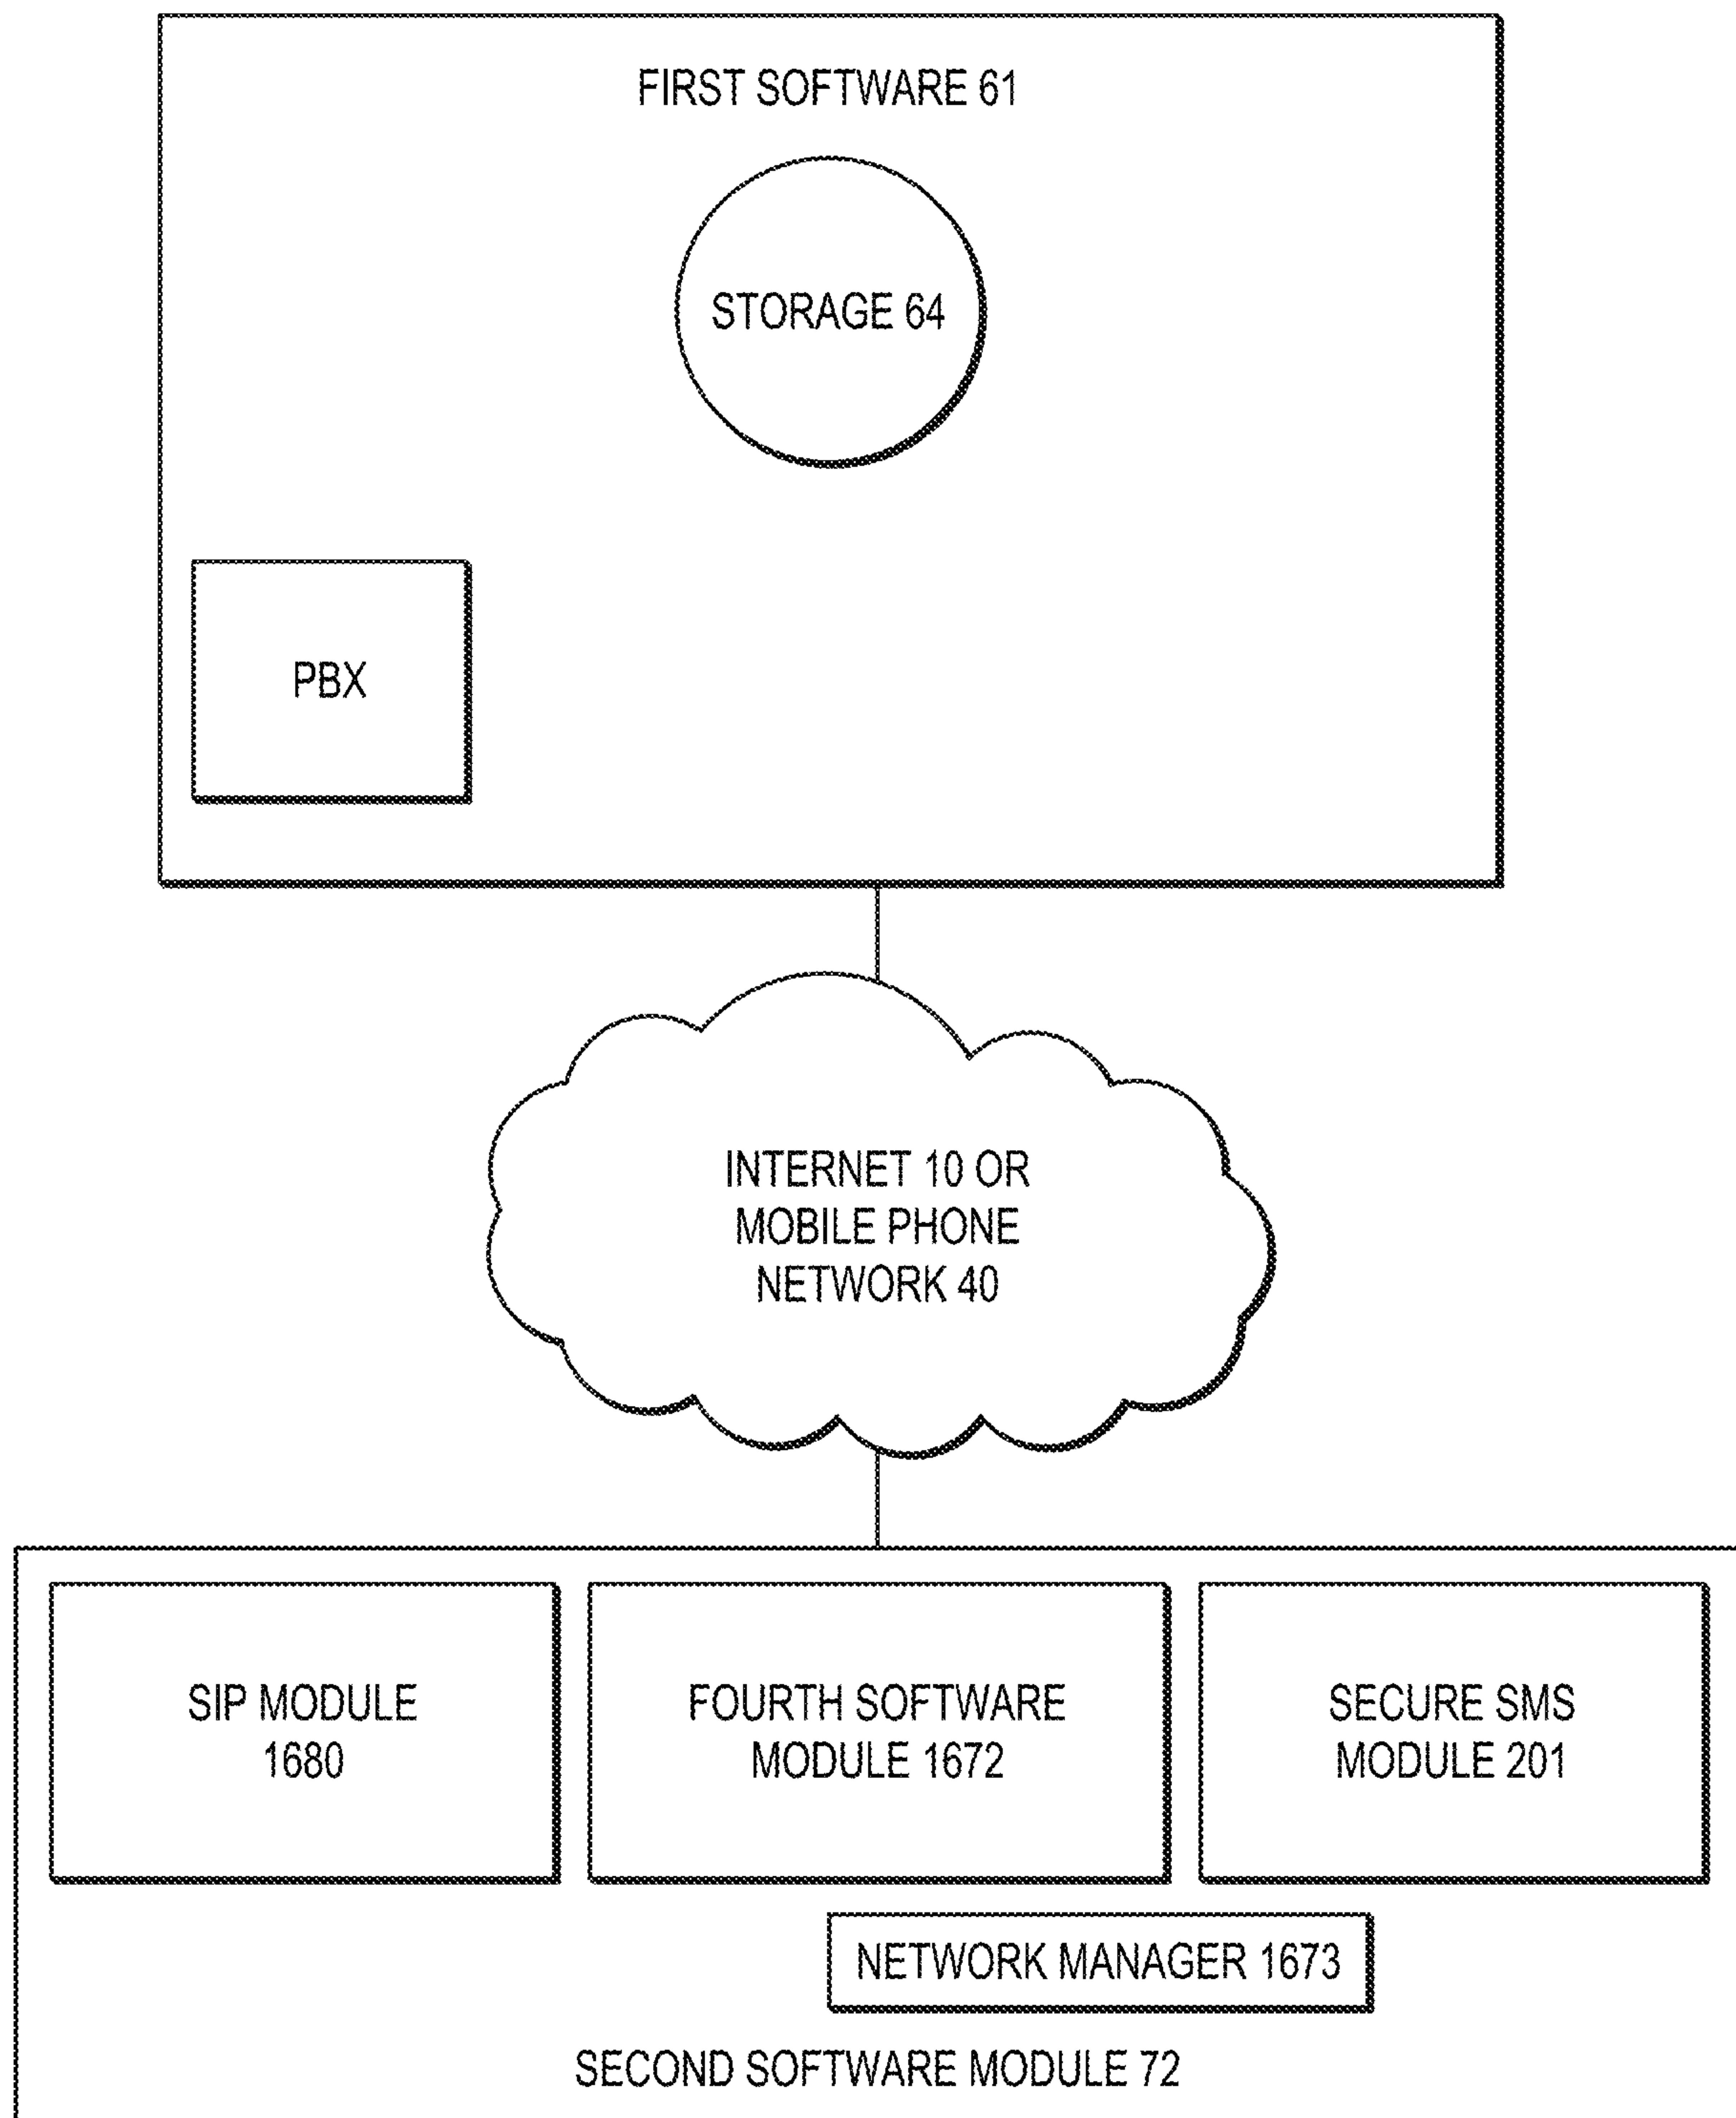 FIRST SOFTWARE 61
STORAGE 64
PBX
INTERNET 10 OR
MOBILE PHONE
NETWORK 40
SIP MODULE
1680
FOURTH SOFTWARE
MODULE 1672
SECURE SMS
MODULE 201
NETWORK MANAGER 1673
SECOND SOFTWARE MODULE 72